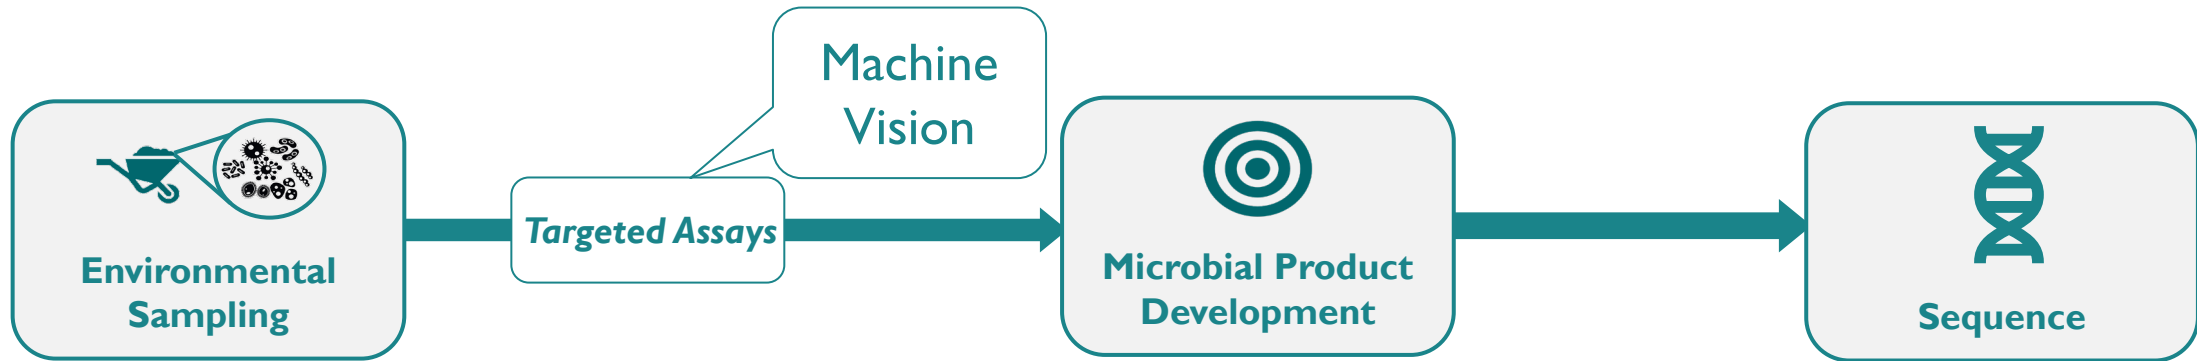 Machine
Vision
Environmental
Sampling
Targeted Assays
Microbial Product
Development
Sequence